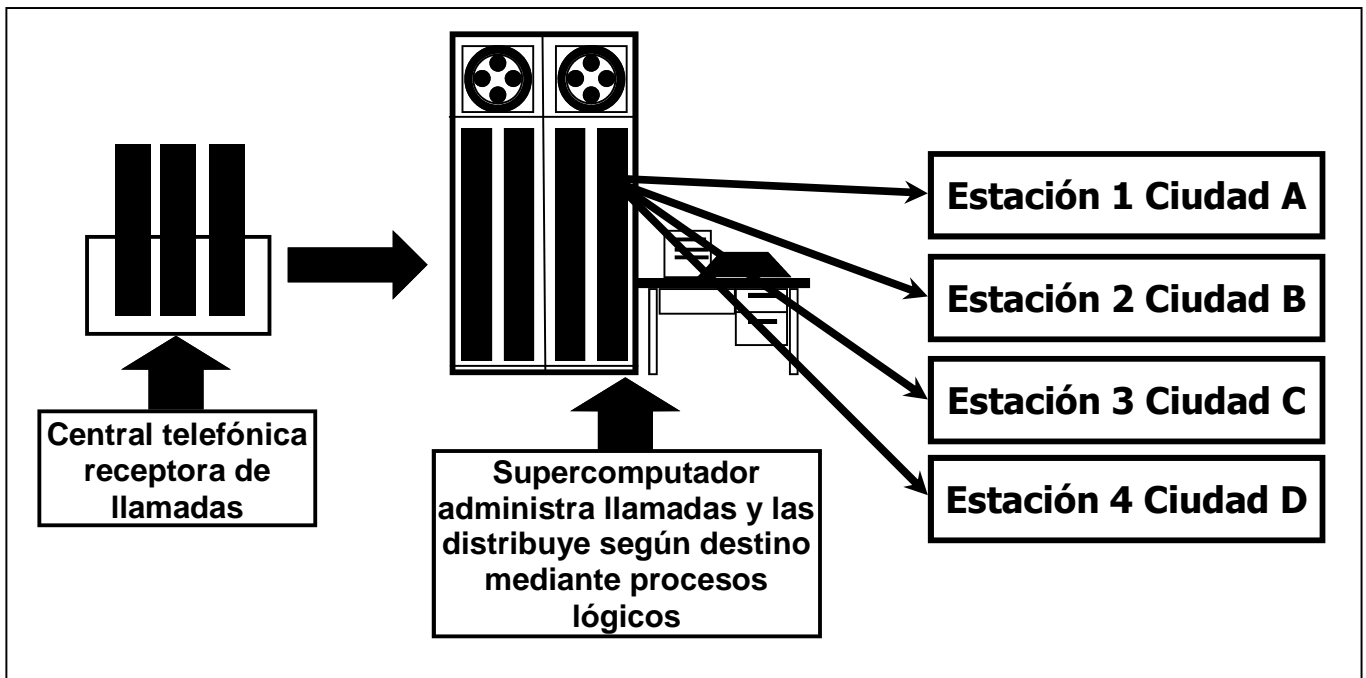 Central telefónica
receptora de
llamadas
Supercomputador
administra llamadas y las
distribuye según destino
mediante procesos
lógicos
Estación 1 Ciudad A
Estación 2 Ciudad B
Estación 3 Ciudad C
Estación 4 Ciudad D